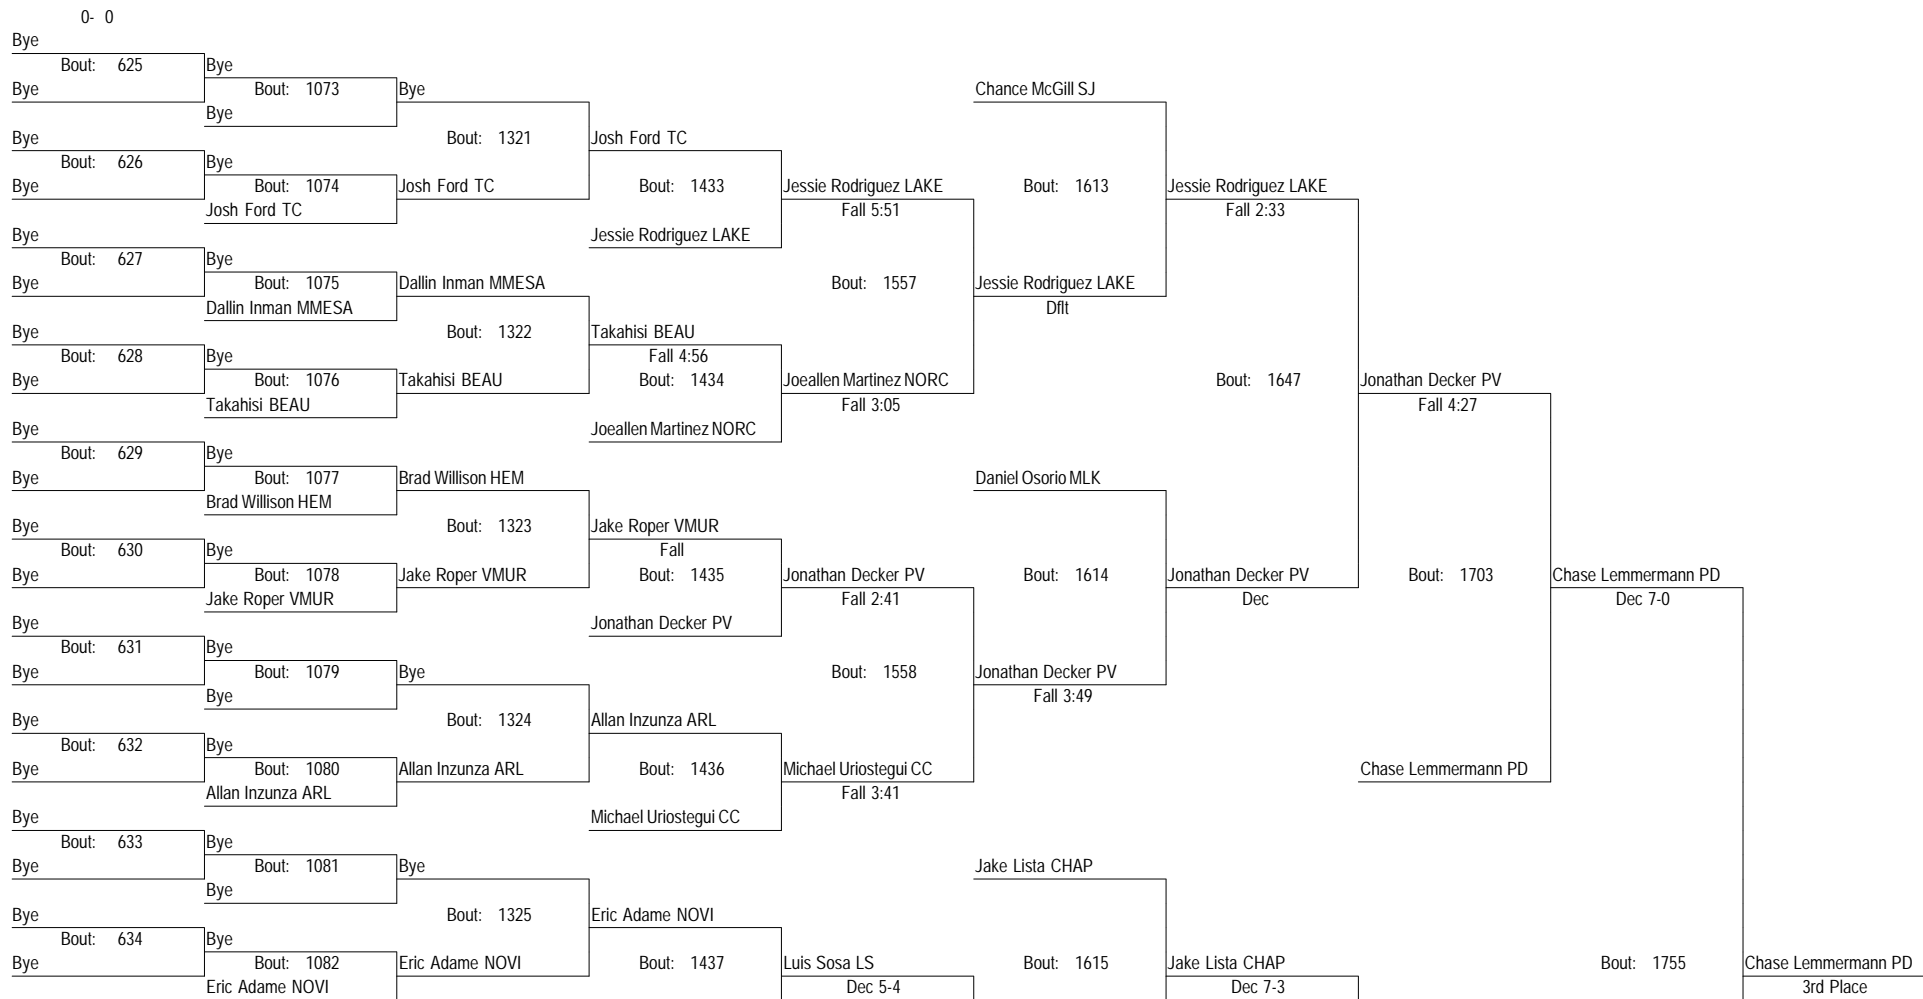 0- 0
Bye
Bout: 625 Bye
Bye Bout: 1073 Bye Chance McGill SJ
Bye
Bye Bout: 1321 Josh Ford TC
Bout: 626 Bye
Bye Bout: 1074 Josh Ford TC Bout: 1433 Jessie Rodriguez LAKE Bout: 1613 Jessie Rodriguez LAKE
Josh Ford TC Fall 5:51 Fall 2:33
Bye Jessie Rodriguez LAKE
Bout: 627 Bye
Bye Bout: 1075 Dallin Inman MMESA Bout: 1557 Jessie Rodriguez LAKE
Dallin Inman MMESA Dflt
Bye Bout: 1322 Takahisi BEAU
Bout: 628 Bye Fall 4:56
Bye Bout: 1076 Takahisi BEAU Bout: 1434 Joeallen Martinez NORC Bout: 1647 Jonathan Decker PV
Takahisi BEAU Fall 3:05 Fall 4:27
Bye Joeallen Martinez NORC
Bout: 629 Bye
Bye Bout: 1077 Brad Willison HEM Daniel Osorio MLK
Brad Willison HEM
Bye Bout: 1323 Jake Roper VMUR
Bout: 630 Bye Fall
Bye Bout: 1078 Jake Roper VMUR Bout: 1435 Jonathan Decker PV Bout: 1614 Jonathan Decker PV Bout: 1703 Chase Lemmermann PD
Jake Roper VMUR Fall 2:41 Dec Dec 7-0
Bye Jonathan Decker PV
Bout: 631 Bye
Bye Bout: 1079 Bye Bout: 1558 Jonathan Decker PV
Bye Fall 3:49
Bye Bout: 1324 Allan Inzunza ARL
Bout: 632 Bye
Bye Bout: 1080 Allan Inzunza ARL Bout: 1436 Michael Uriostegui CC Chase Lemmermann PD
Allan Inzunza ARL Fall 3:41
Bye Michael Uriostegui CC
Bout: 633 Bye
Bye Bout: 1081 Bye Jake Lista CHAP
Bye
Bye Bout: 1325 Eric Adame NOVI
Bout: 634 Bye
Bye Bout: 1082 Eric Adame NOVI Bout: 1437 Luis Sosa LS Bout: 1615 Jake Lista CHAP Bout: 1755 Chase Lemmermann PD
Eric Adame NOVI Dec 5-4 Dec 7-3 3rd Place